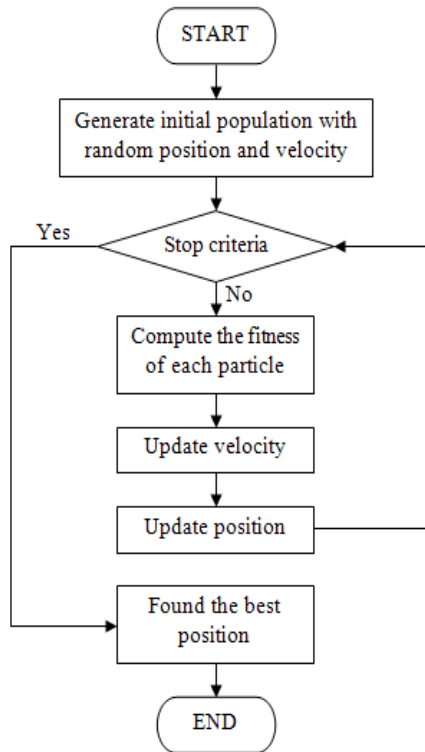 START
Generate initial population with
random position and velocity
Yes
Stop criteria
No
Compute the fitness
of each particle
Update velocity
Update position
Found the best
position
END